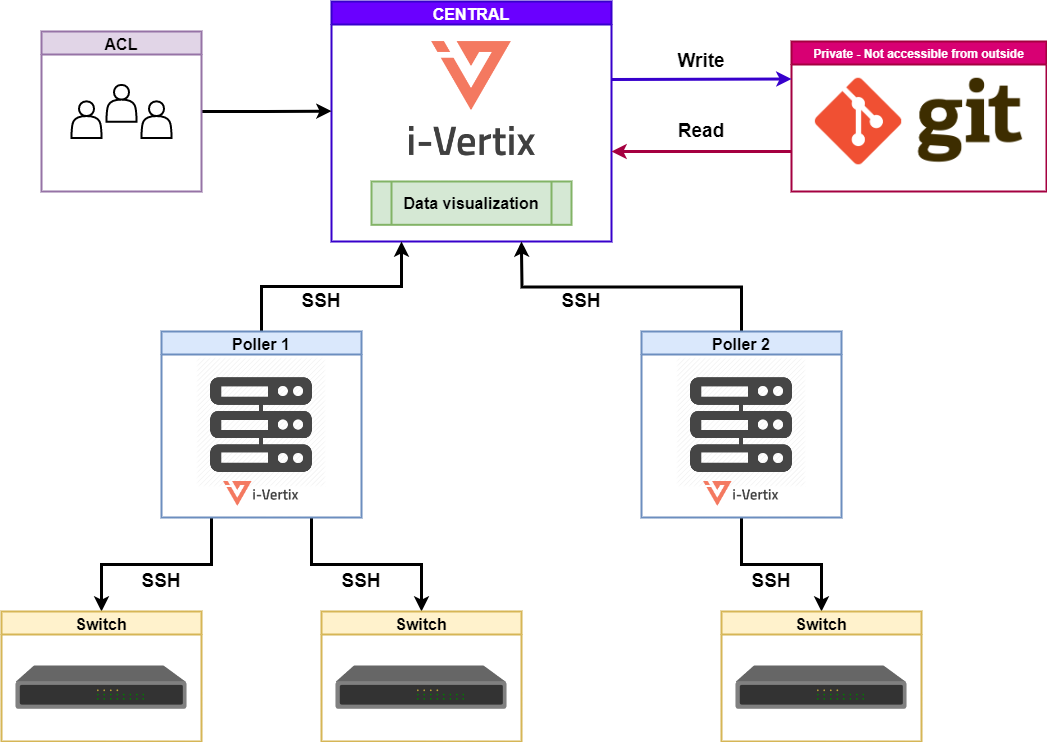 CENTRAL
ACL
Private - Not accessible from outside
Write
git
i-Vertix
Read
Data visualization
SSH
SSH
Poller 1
Poller 2
i-Vertix
i-Vertix
SSH
SSH
SSH
Switch
Switch
Switch